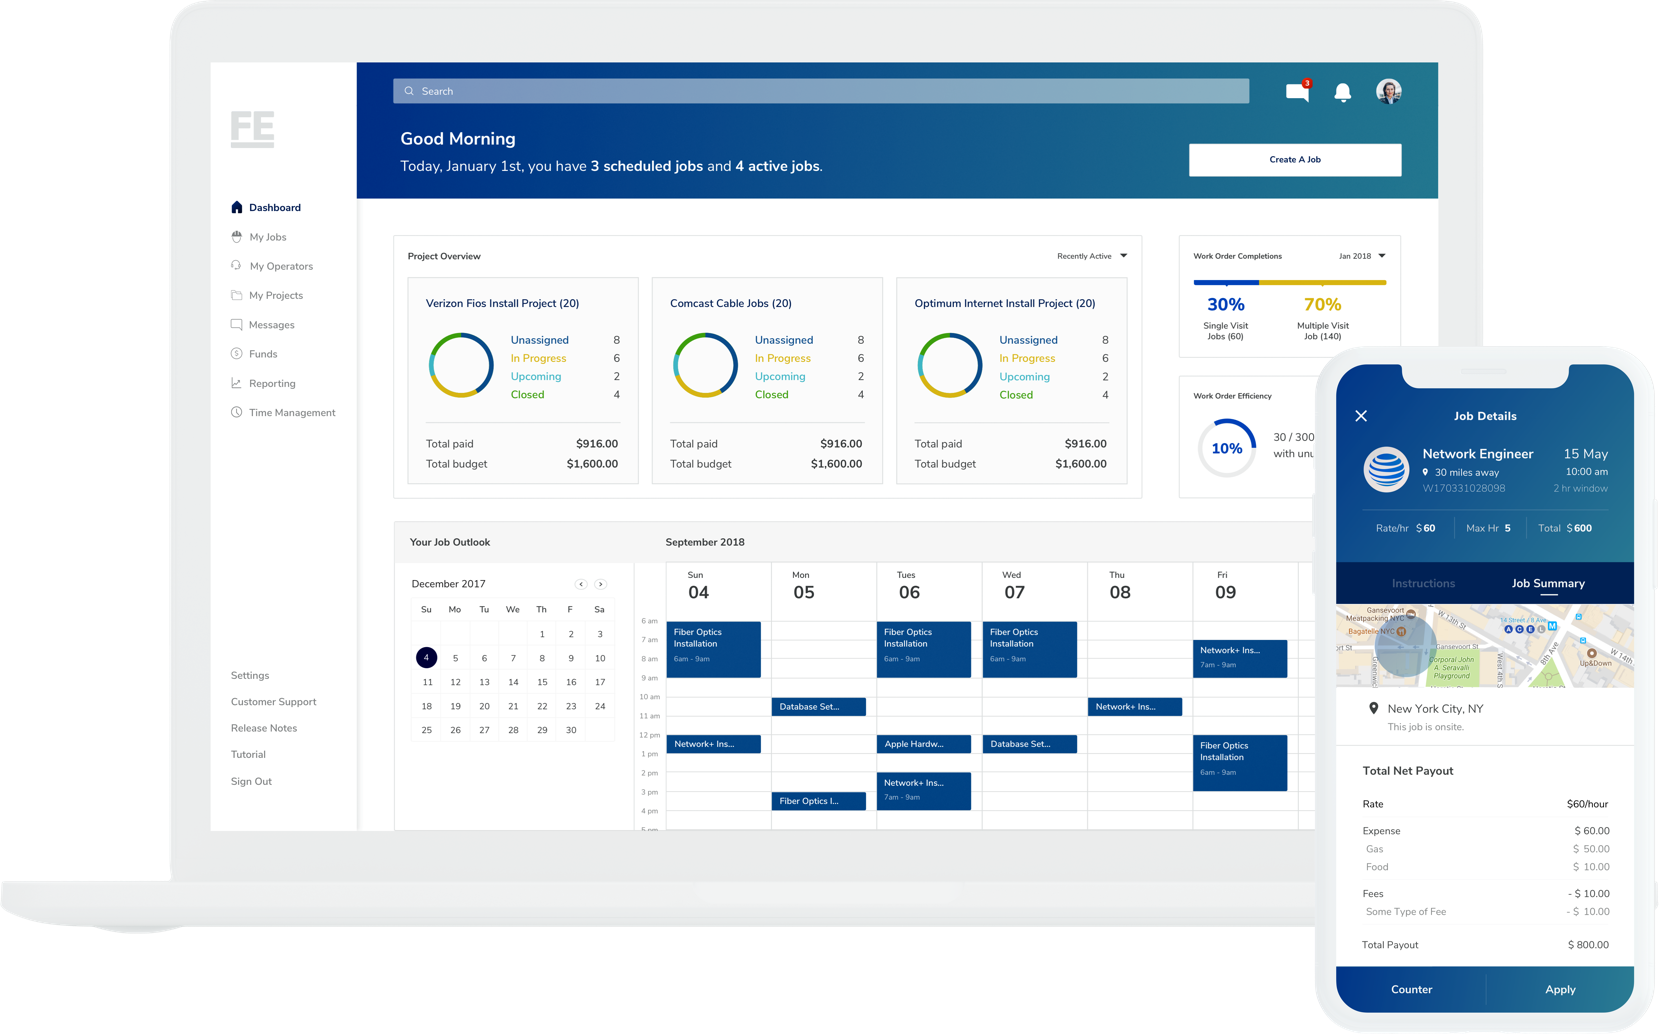 FE
Search
3
Good Morning
Today, January 1st, you have 3 scheduled jobs and 4 active jobs.
Create A Job
Dashboard
My Jobs
My Operators
My Projects
Messages
Funds
Reporting
Time Management
Settings
Customer Support
Release Notes
Tutorial
Sign Out
Project Overview
Recently Active
Verizon Fios Install Project (20)
Unassigned 8
In Progress 6
Upcoming 2
Closed 4
Total paid $916.00
Total budget $1,600.00
Comcast Cable Jobs (20)
Unassigned 8
In Progress 6
Upcoming 2
Closed 4
Total paid $916.00
Total budget $1,600.00
Optimum Internet Install Project (20)
Unassigned 8
In Progress 6
Upcoming 2
Closed 4
Total paid $916.00
Total budget $1,600.00
Work Order Completions Jan 2018
30% 70%
Single Visit Multiple Visit
Jobs (60) Job (140)
Work Order Efficiency
10%
30 / 300
with unu
Your Job Outlook
September 2018
December 2017
Su Mo Tu We Th F Sa
1 2 3
4 5 6 7 8 9 10
11 12 13 14 15 16 17
18 19 20 21 22 23 24
25 26 27 28 29 30
Sun Mon Tues Wed Thu Fri
04 05 06 07 08 09
6 am
7 am
8 am
9 am
10 am
11 am
12 pm
1 pm
2 pm
3 pm
4 pm
5 pm
Fiber Optics
Installation
6am - 9am
Network+ Ins...
Database Set...
Fiber Optics I...
Fiber Optics
Installation
6am - 9am
Apple Hardw...
Network+ Ins...
7am - 9am
Fiber Optics
Installation
6am - 9am
Database Set...
Network+ Ins...
Network+ Ins...
7am - 9am
Fiber Optics
Installation
6am - 9am
Job Details
Network Engineer 15 May
30 miles away 10:00 am
W170331028098 2 hr window
Rate/hr $60 Max Hr 5 Total $600
Instructions Job Summary
Gansevoort
Meatpacking NYC
Bagatelle NYC
W 13th St
14 Street / 8 Ave
A C E L
M
Gansevoort St
Corporal John
A. Seravalli
Playground
West 4th St
8th Ave
Up&Down
W 14th
New York City, NY
This job is onsite.
Total Net Payout
Rate $60/hour
Expense $ 60.00
Gas $ 50.00
Food $ 10.00
Fees - $ 10.00
Some Type of Fee - $ 10.00
Total Payout $ 800.00
Counter Apply